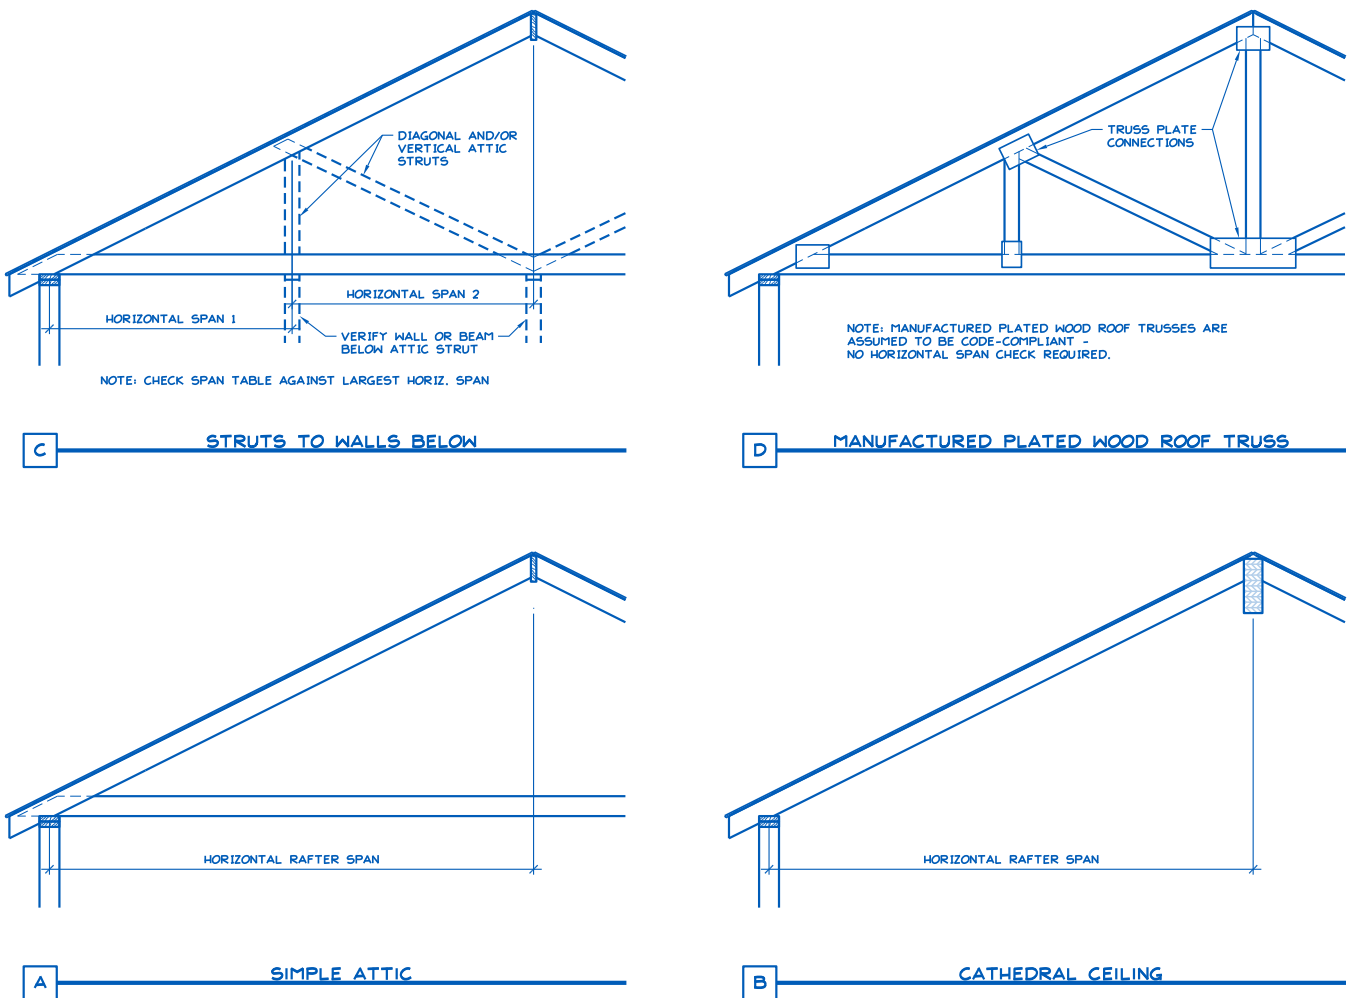 DIAGONAL AND/OR
VERTICAL ATTIC
STRUTS
HORIZONTAL SPAN 2
HORIZONTAL SPAN 1
VERIFY WALL OR BEAM
BELOW ATTIC STRUT
NOTE: CHECK SPAN TABLE AGAINST LARGEST HORIZ. SPAN
C
STRUTS TO WALLS BELOW
TRUSS PLATE
CONNECTIONS
NOTE: MANUFACTURED PLATED WOOD ROOF TRUSSES ARE
ASSUMED TO BE CODE-COMPLIANT -
NO HORIZONTAL SPAN CHECK REQUIRED.
D
MANUFACTURED PLATED WOOD ROOF TRUSS
HORIZONTAL RAFTER SPAN
A
SIMPLE ATTIC
HORIZONTAL RAFTER SPAN
B
CATHEDRAL CEILING